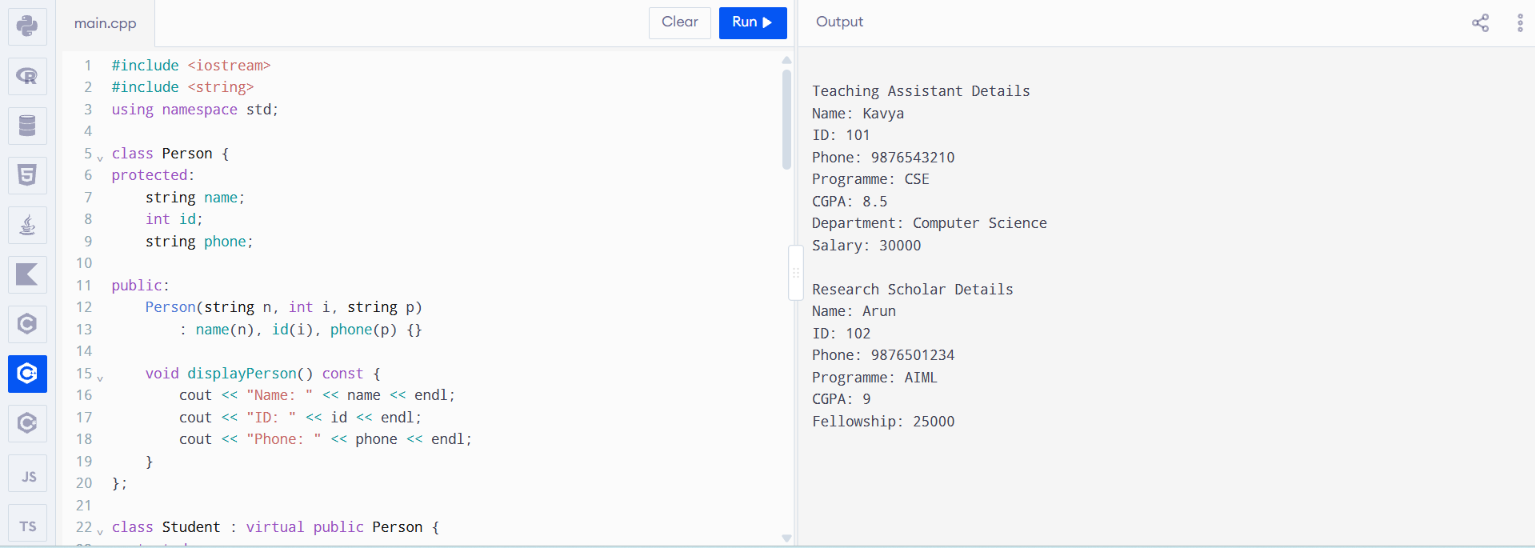 main.cpp
Clear
Run
Output
1 #include <iostream>
2 #include <string>
3 using namespace std;
4
5 class Person {
6 protected:
7     string name;
8     int id;
9     string phone;
10
11 public:
12     Person(string n, int i, string p)
13         : name(n), id(i), phone(p) {}
14
15     void displayPerson() const {
16         cout << "Name: " << name << endl;
17         cout << "ID: " << id << endl;
18         cout << "Phone: " << phone << endl;
19     }
20 };
21
22 class Student : virtual public Person {
Teaching Assistant Details
Name: Kavya
ID: 101
Phone: 9876543210
Programme: CSE
CGPA: 8.5
Department: Computer Science
Salary: 30000
Research Scholar Details
Name: Arun
ID: 102
Phone: 9876501234
Programme: AIML
CGPA: 9
Fellowship: 25000
JS
TS